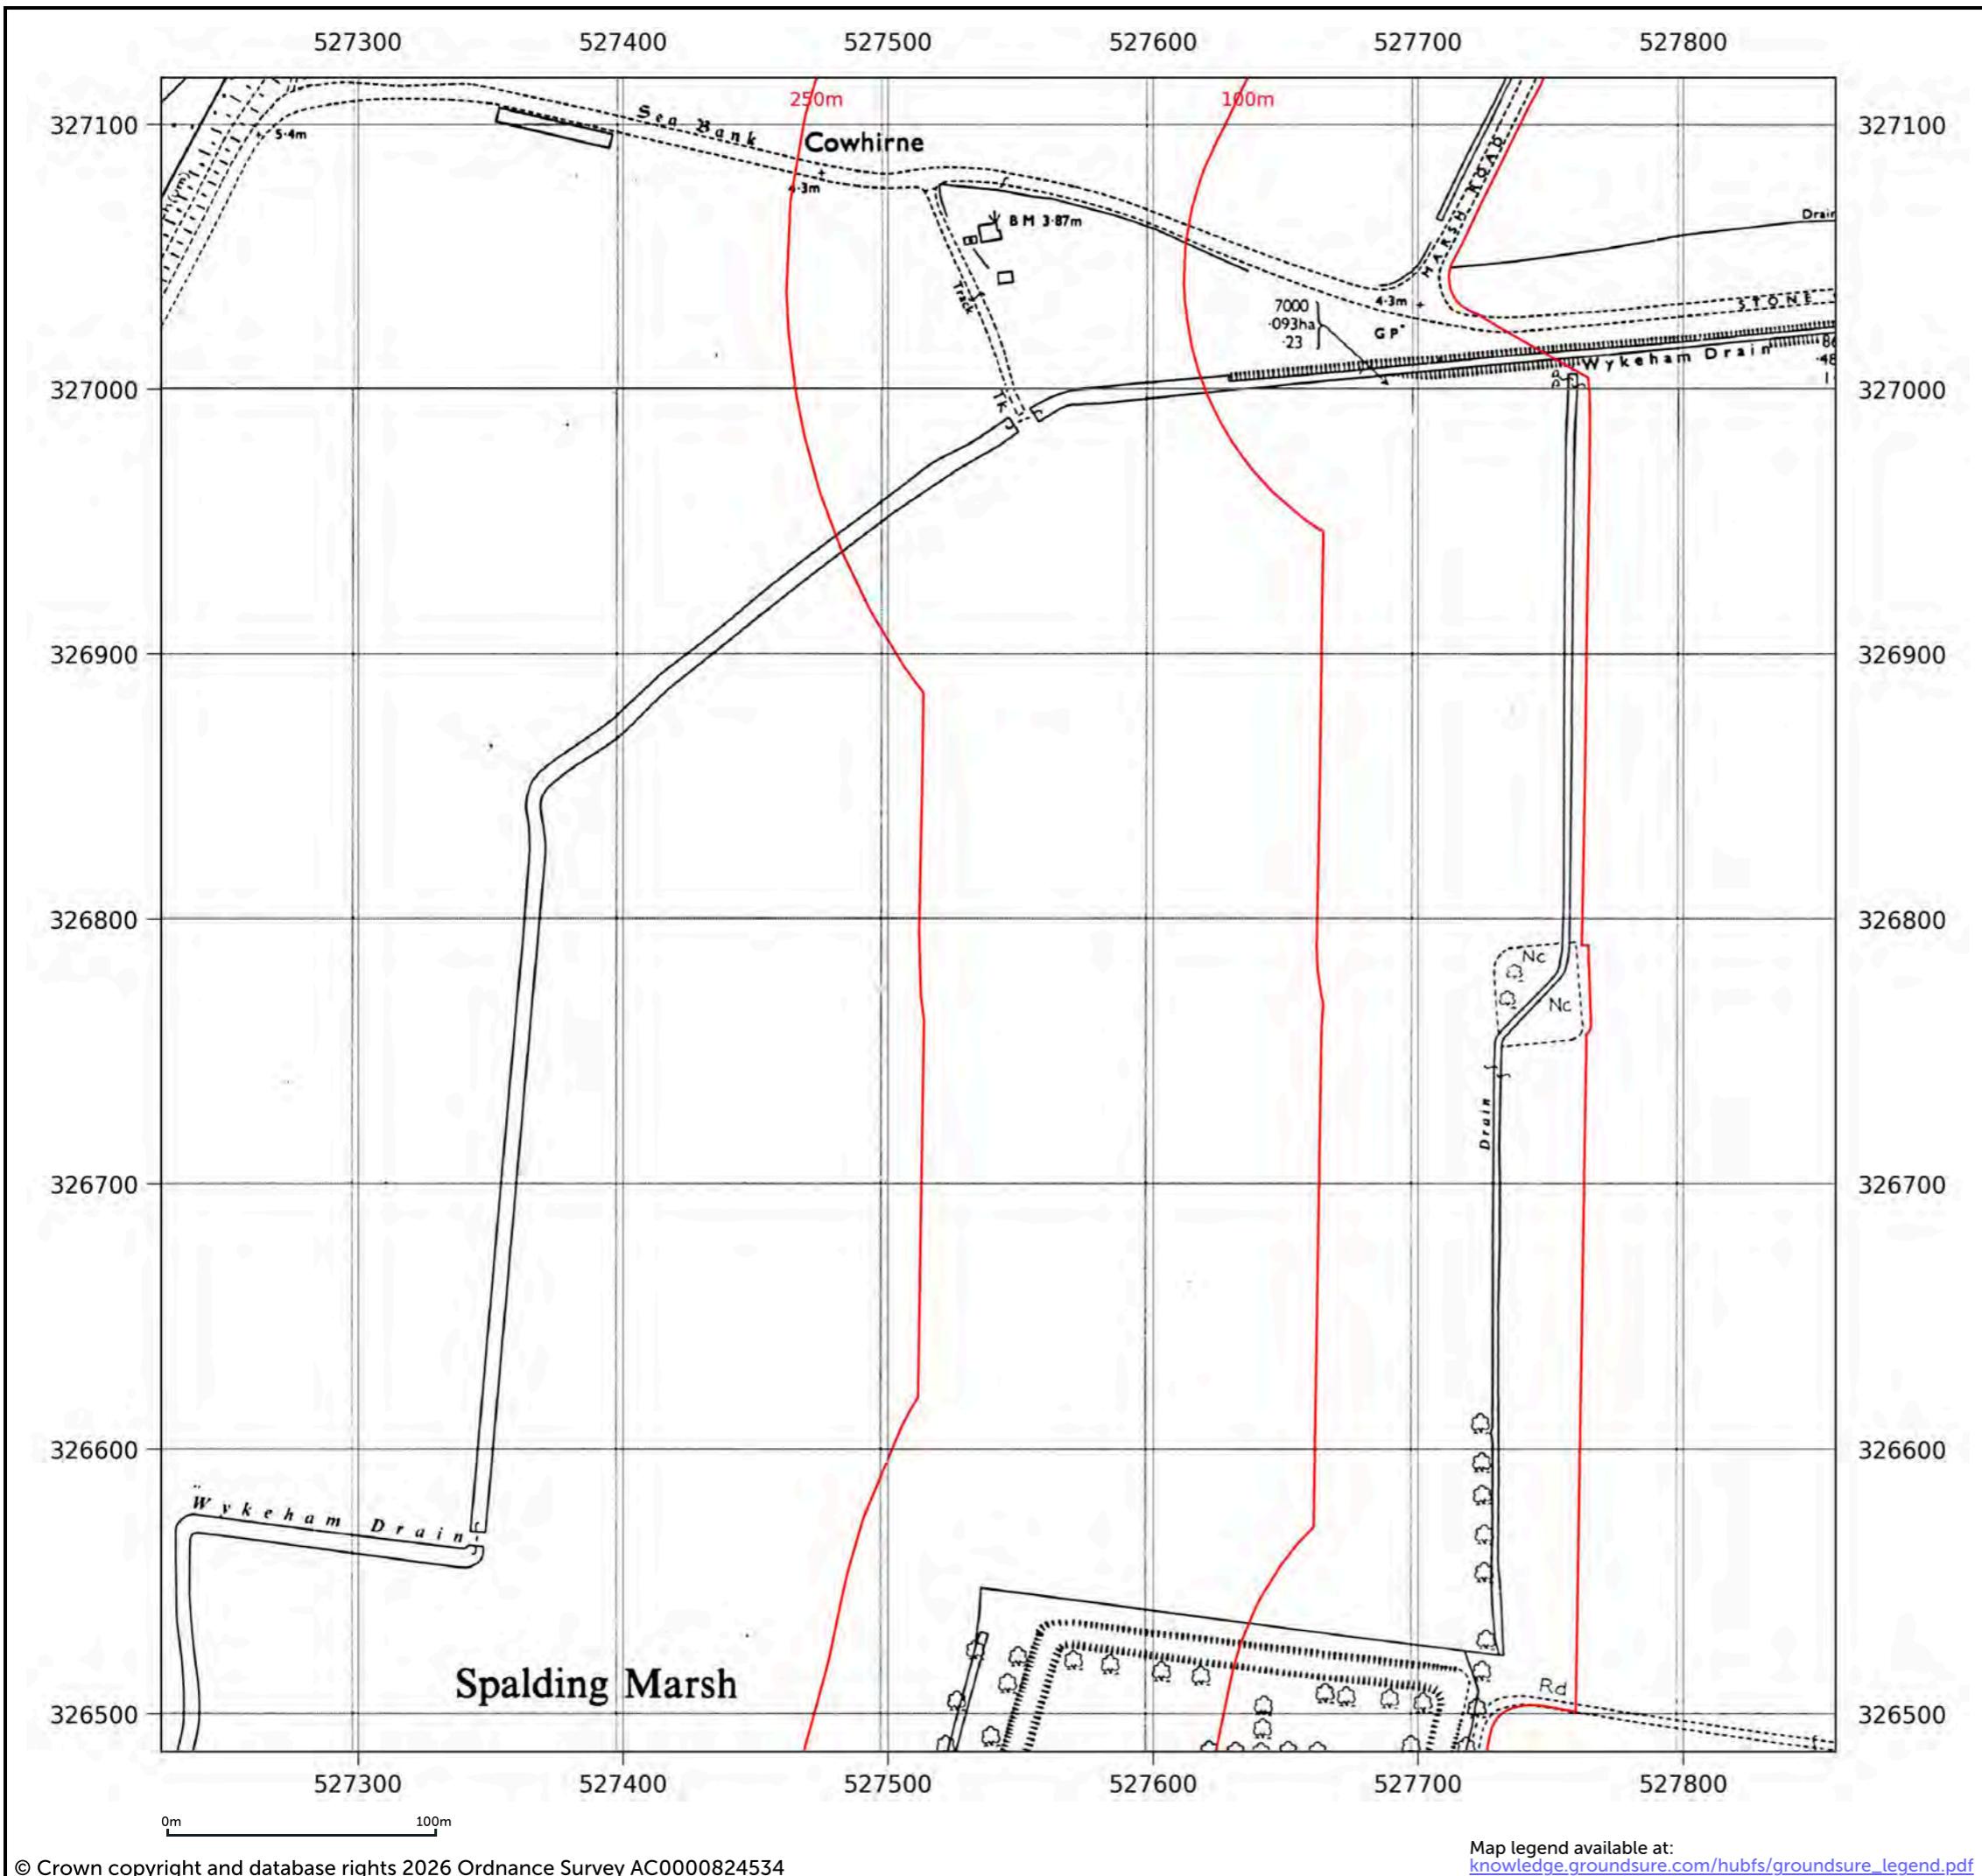 527300 527400 527500 527600 527700 527800
250m 100m
327100 327100
5·4m
Sea Bank
Cowhirne
4·3m
MARSH ROAD
Drain
BM 3·87m
Track
7000
·093ha
·23
4·3m
GP
STONE
Wykeham Drain
86
·48
1·
327000 327000
TK
326900 326900
326800 326800
Nc
Nc
Drain
326700 326700
326600 326600
Wykeham Drain
Spalding Marsh
Rd
326500 326500
527300 527400 527500 527600 527700 527800
0m 100m
© Crown copyright and database rights 2026 Ordnance Survey AC0000824534
Map legend available at:
knowledge.groundsure.com/hubfs/groundsure_legend.pdf